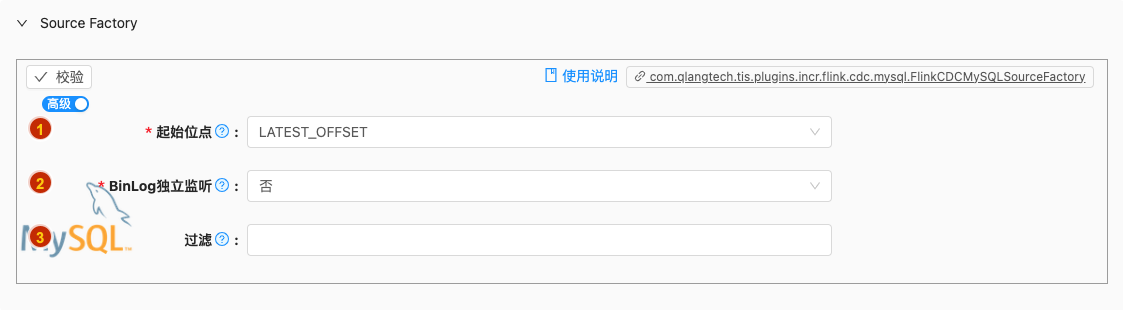 Source Factory
校验
使用说明 com.qlangtech.tis.plugins.incr.flink.cdc.mysql.FlinkCDCMySQLSourceFactory
高级
1 * 起始位点 ? : LATEST_OFFSET
2 * BinLog独立监听 ? : 否
3 过滤 ? :
MySQL™